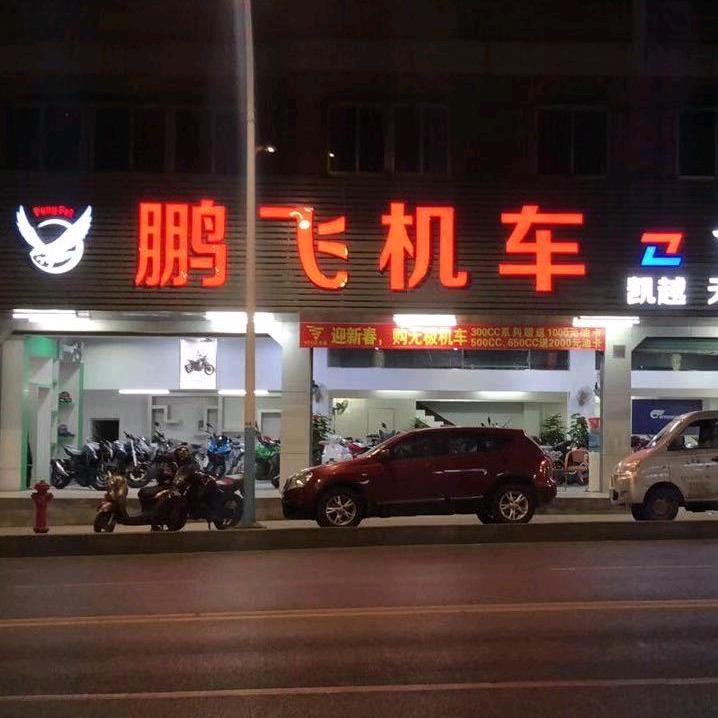 Peng Fei
鹏飞机车
凯越
迎新春，购无极机车
300CC系列赠送1000元油卡
500CC，650CC送2000元油卡